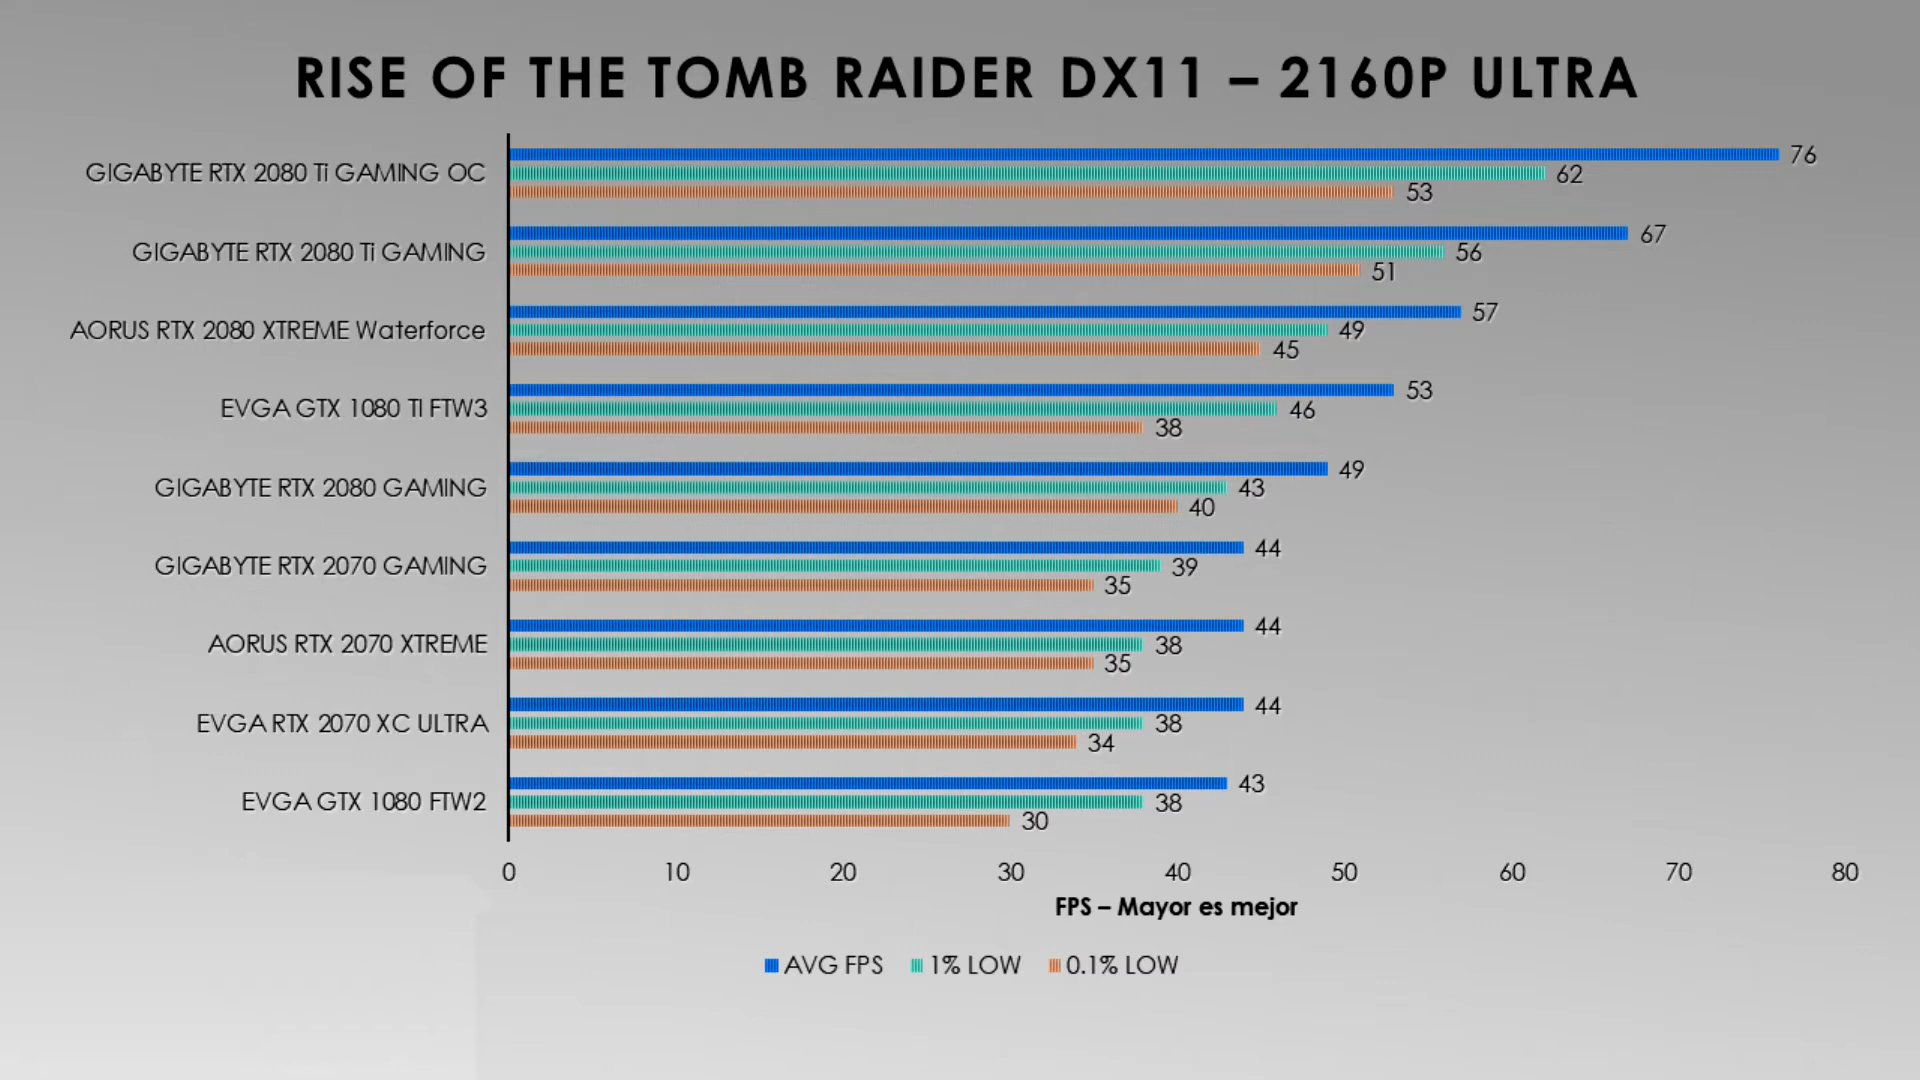 RISE OF THE TOMB RAIDER DX11 – 2160P ULTRA
GIGABYTE RTX 2080 Ti GAMING OC
76
62
53
GIGABYTE RTX 2080 Ti GAMING
67
56
51
AORUS RTX 2080 XTREME Waterforce
57
49
45
EVGA GTX 1080 TI FTW3
53
46
38
GIGABYTE RTX 2080 GAMING
49
43
40
GIGABYTE RTX 2070 GAMING
44
39
35
AORUS RTX 2070 XTREME
44
38
35
EVGA RTX 2070 XC ULTRA
44
38
34
EVGA GTX 1080 FTW2
43
38
30
0 10 20 30 40 50 60 70 80
FPS – Mayor es mejor
AVG FPS 1% LOW 0.1% LOW